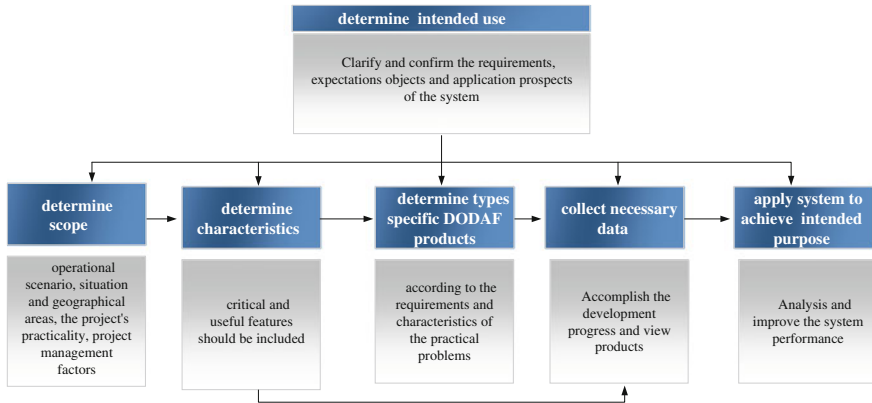 determine intended use
Clarify and confirm the requirements,
expectations objects and application prospects
of the system
determine
scope
operational
scenario, situation
and geographical
areas, the project's
practicality, project
management
factors
determine
characteristics
critical and
useful features
should be included
determine types
specific DODAF
products
according to the
requirements and
characteristics of
the practical
problems
collect necessary
data
Accomplish the
development
progress and view
products
apply system to
achieve intended
purpose
Analysis and
improve the system
performance